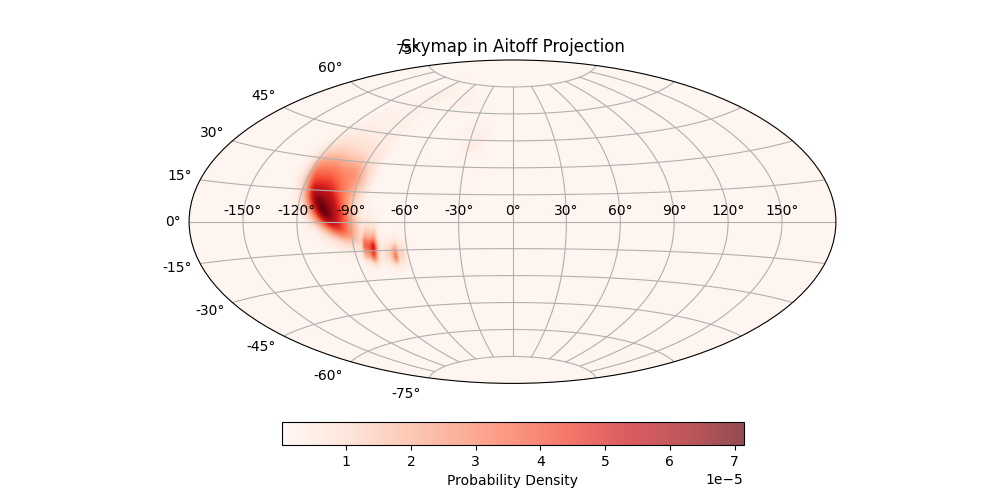 Skymap in Aitoff Projection
75°
60°
45°
30°
15°
0°
-15°
-30°
-45°
-60°
-75°
-150° -120° -90° -60° -30° 0° 30° 60° 90° 120° 150°
1 2 3 4 5 6 7
1e−5
Probability Density